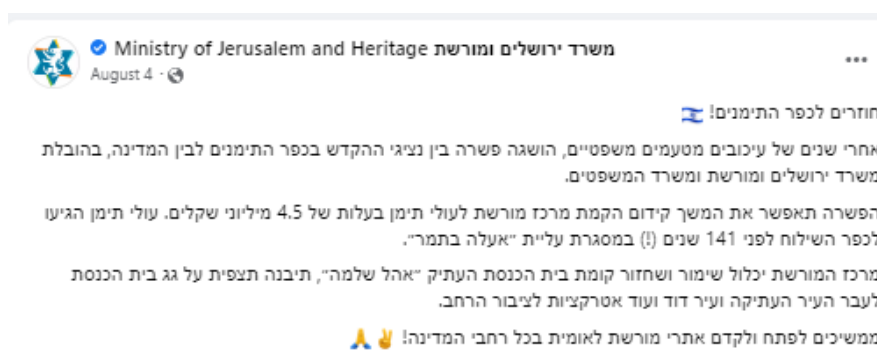 משרד ירושלים ומורשת Ministry of Jerusalem and Heritage
August 4
חוזרים לכפר התימנים! 🇮🇱
אחרי שנים של עיכובים מטעמים משפטיים, הושגה פשרה בין נציגי ההקדש בכפר התימנים לבין המדינה, בהובלת
משרד ירושלים ומורשת ומשרד המשפטים.
הפשרה תאפשר את המשך קידום הקמת מרכז מורשת לעולי תימן בעלות של 4.5 מיליוני שקלים. עולי תימן הגיעו
לכפר השילוח לפני 141 שנים (!) במסגרת עליית ״אעלה בתמר״.
מרכז המורשת יכלול שימור ושחזור קומת בית הכנסת העתיק ״אהל שלמה״, תיבנה תצפית על גג בית הכנסת
לעבר העיר העתיקה ועיר דוד ועוד אטרקציות לציבור הרחב.
ממשיכים לפתח ולקדם אתרי מורשת לאומית בכל רחבי המדינה! ✌️🙏